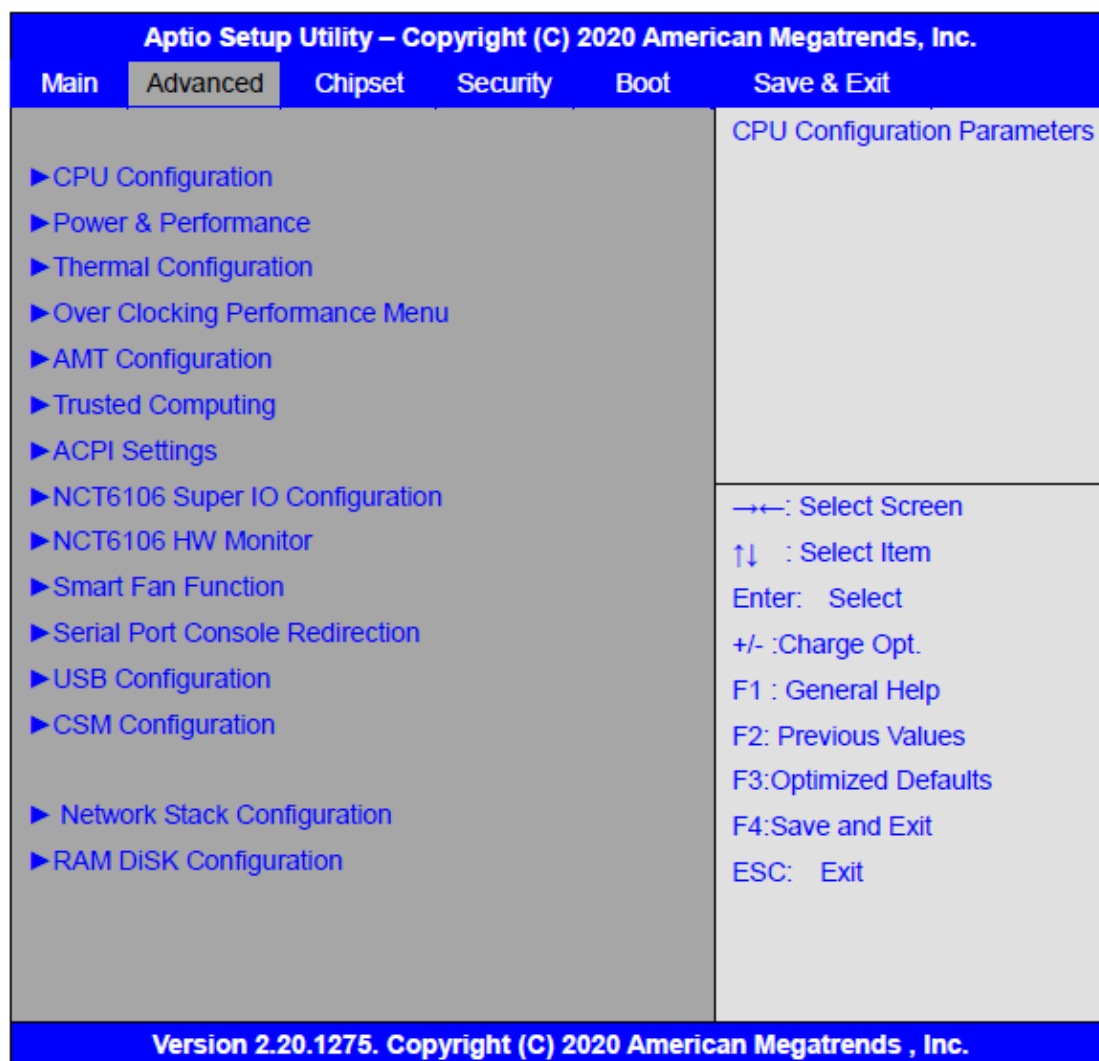 Aptio Setup Utility – Copyright (C) 2020 American Megatrends, Inc.
Main Advanced Chipset Security Boot Save & Exit
CPU Configuration Parameters
►CPU Configuration
►Power & Performance
►Thermal Configuration
►Over Clocking Performance Menu
►AMT Configuration
►Trusted Computing
►ACPI Settings
►NCT6106 Super IO Configuration
►NCT6106 HW Monitor
►Smart Fan Function
►Serial Port Console Redirection
►USB Configuration
►CSM Configuration
► Network Stack Configuration
►RAM DiSK Configuration
→←: Select Screen
↑↓ : Select Item
Enter: Select
+/- :Charge Opt.
F1 : General Help
F2: Previous Values
F3:Optimized Defaults
F4:Save and Exit
ESC: Exit
Version 2.20.1275. Copyright (C) 2020 American Megatrends , Inc.